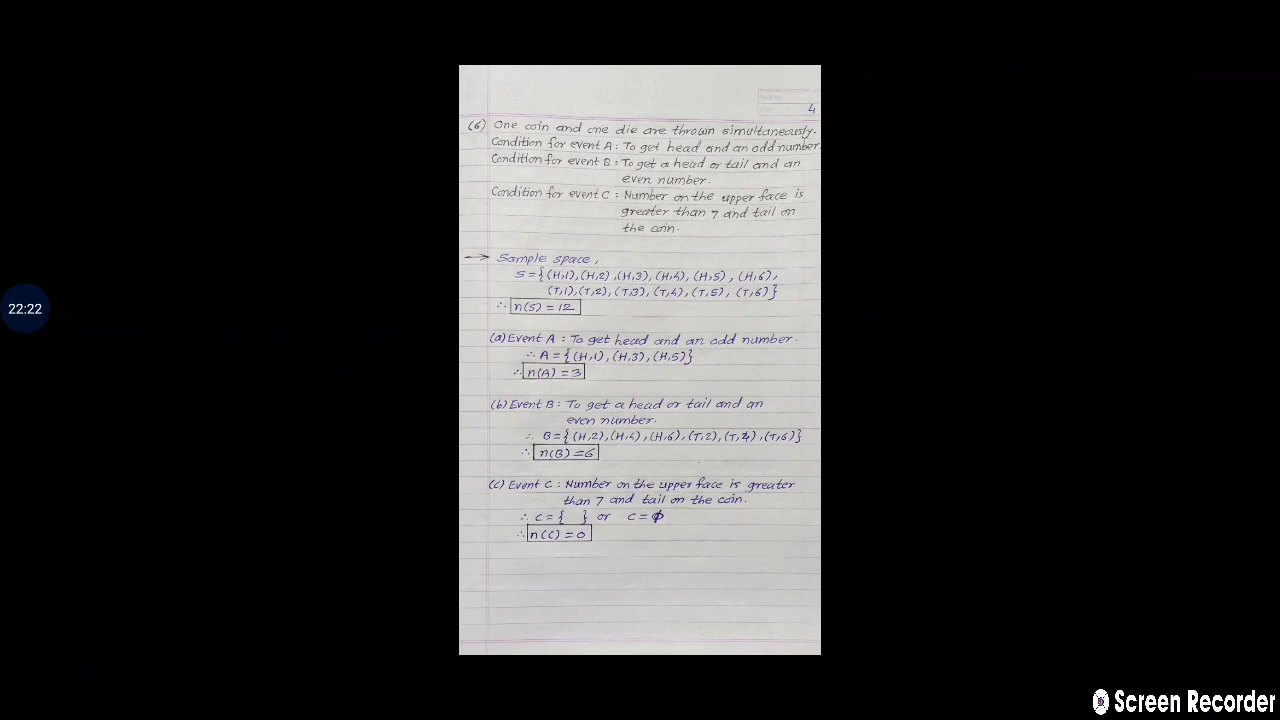 4
(6) One coin and one die are thrown simultaneously.
Condition for event A : To get head and an odd number.
Condition for event B : To get a head or tail and an
even number.
Condition for event C : Number on the upper face is
greater than 7 and tail on
the coin.
→ Sample space,
S = { (H,1), (H,2), (H,3), (H,4), (H,5), (H,6),
(T,1), (T,2), (T,3), (T,4), (T,5), (T,6) }
∴ n(S) = 12
(a) Event A : To get head and an odd number.
∴ A = { (H,1), (H,3), (H,5) }
∴ n(A) = 3
(b) Event B : To get a head or tail and an
even number.
∴ B = { (H,2), (H,4), (H,6), (T,2), (T,4), (T,6) }
∴ n(B) = 6
(c) Event C : Number on the upper face is greater
than 7 and tail on the coin.
∴ C = { } or C = ϕ
∴ n(C) = 0
22:22
Screen Recorder